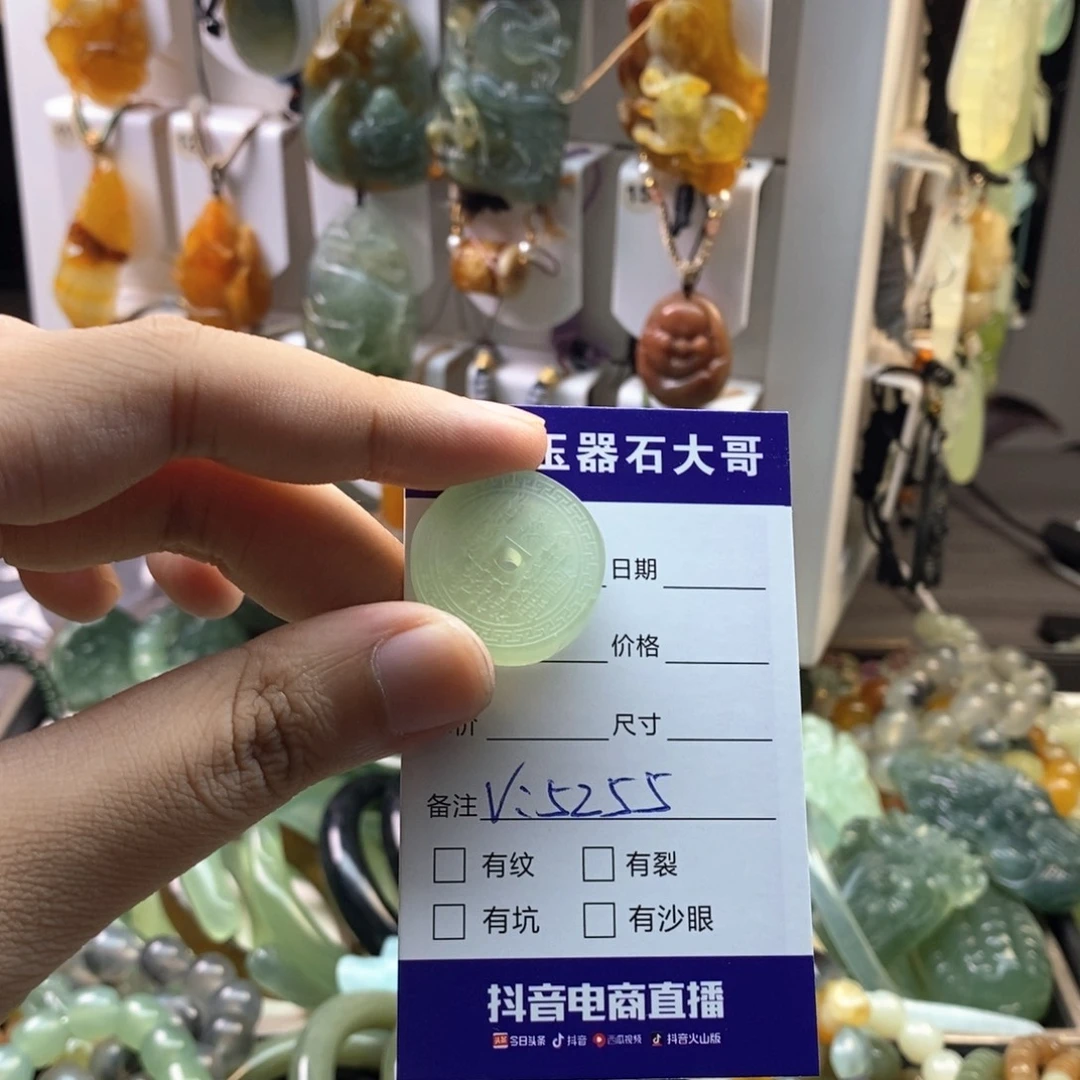 玉器石大哥
日期
价格
价 尺寸
备注 V:5255
有纹 有裂
有坑 有沙眼
抖音电商直播
今日头条 抖音 西瓜视频 抖音火山版